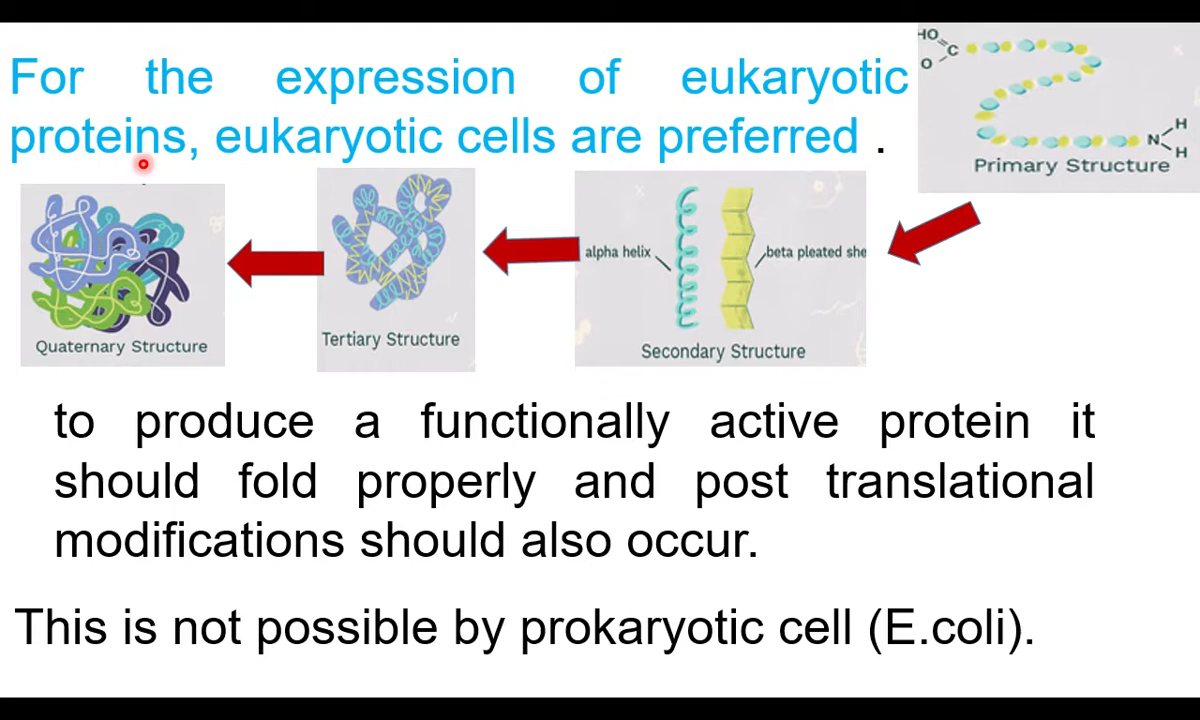 For the expression of eukaryotic
proteins, eukaryotic cells are preferred .
HO
C
O
N
H
H
Primary Structure
alpha helix
beta pleated she
Secondary Structure
Tertiary Structure
Quaternary Structure
to produce a functionally active protein it
should fold properly and post translational
modifications should also occur.
This is not possible by prokaryotic cell (E.coli).